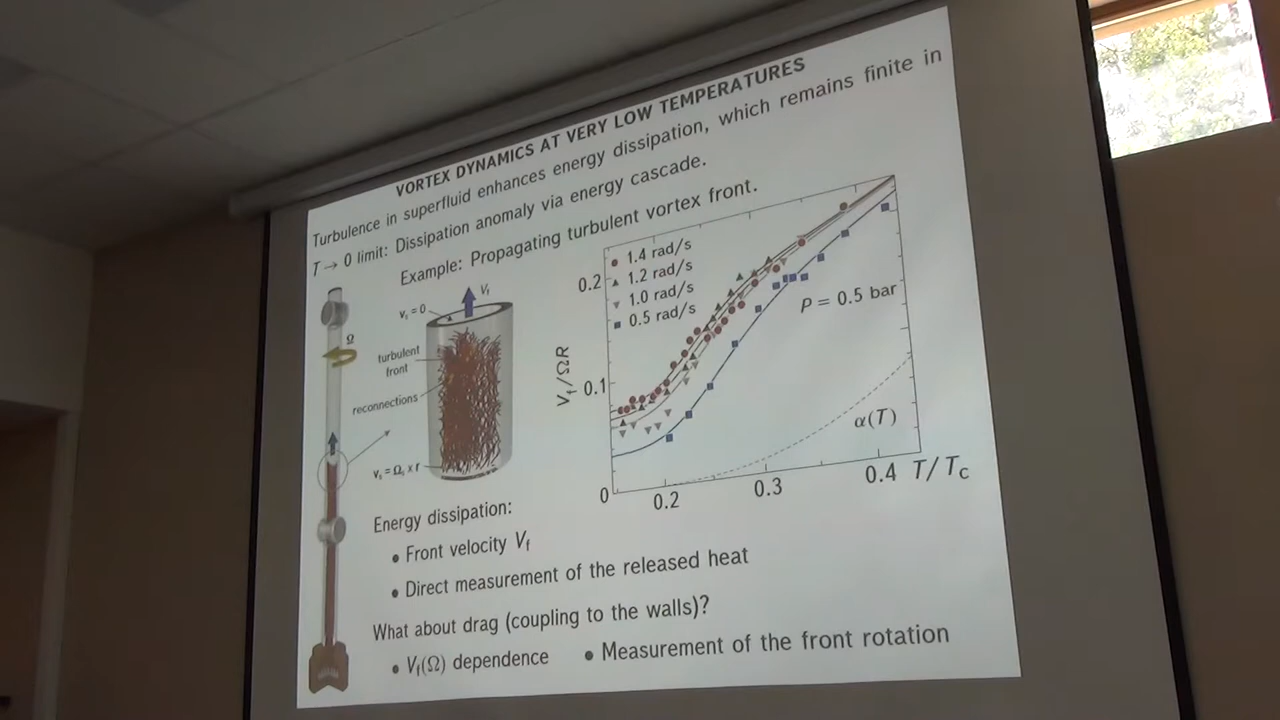 VORTEX DYNAMICS AT VERY LOW TEMPERATURES
Turbulence in superfluid enhances energy dissipation, which remains finite in
T → 0 limit: Dissipation anomaly via energy cascade.
Example: Propagating turbulent vortex front.
Ω
Vf
vs = 0
turbulent
front
reconnections
vs = Ωs x r
Vf/ΩR
0.2
0.1
0
1.4 rad/s
1.2 rad/s
1.0 rad/s
0.5 rad/s
P = 0.5 bar
α(T)
0.2
0.3
0.4
T/Tc
Energy dissipation:
• Front velocity Vf
• Direct measurement of the released heat
What about drag (coupling to the walls)?
• Vf(Ω) dependence
• Measurement of the front rotation